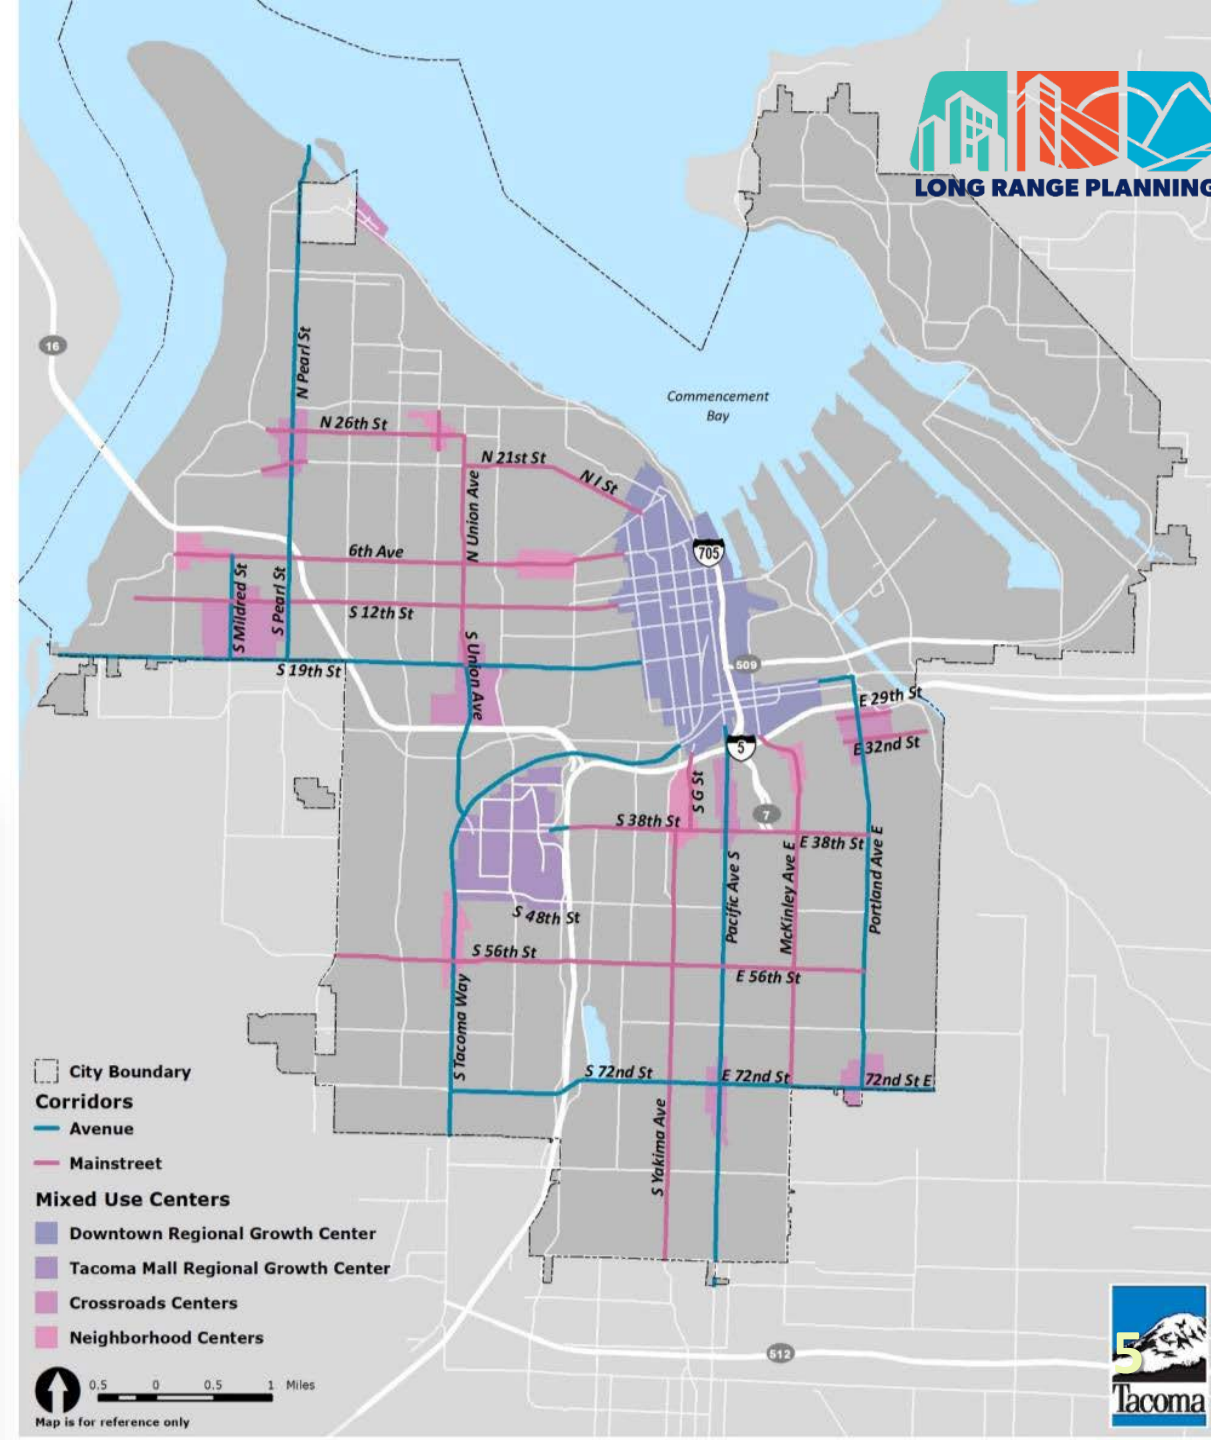 LONG RANGE PLANNING
16
N Pearl St
Commencement
Bay
N 26th St
N 21st St
N I St
N Union Ave
705
6th Ave
S Mildred St
S Pearl St
S 12th St
S Union Ave
S 19th St
509
E 29th St
E 32nd St
5
S G St
7
S 38th St
E 38th St
Pacific Ave S
McKinley Ave E
Portland Ave E
S 48th St
S 56th St
E 56th St
S Tacoma Way
S 72nd St
E 72nd St
72nd St E
S Yakima Ave
City Boundary
Corridors
Avenue
Mainstreet
Mixed Use Centers
Downtown Regional Growth Center
Tacoma Mall Regional Growth Center
Crossroads Centers
Neighborhood Centers
0.5 0 0.5 1 Miles
Map is for reference only
512
5
Tacoma